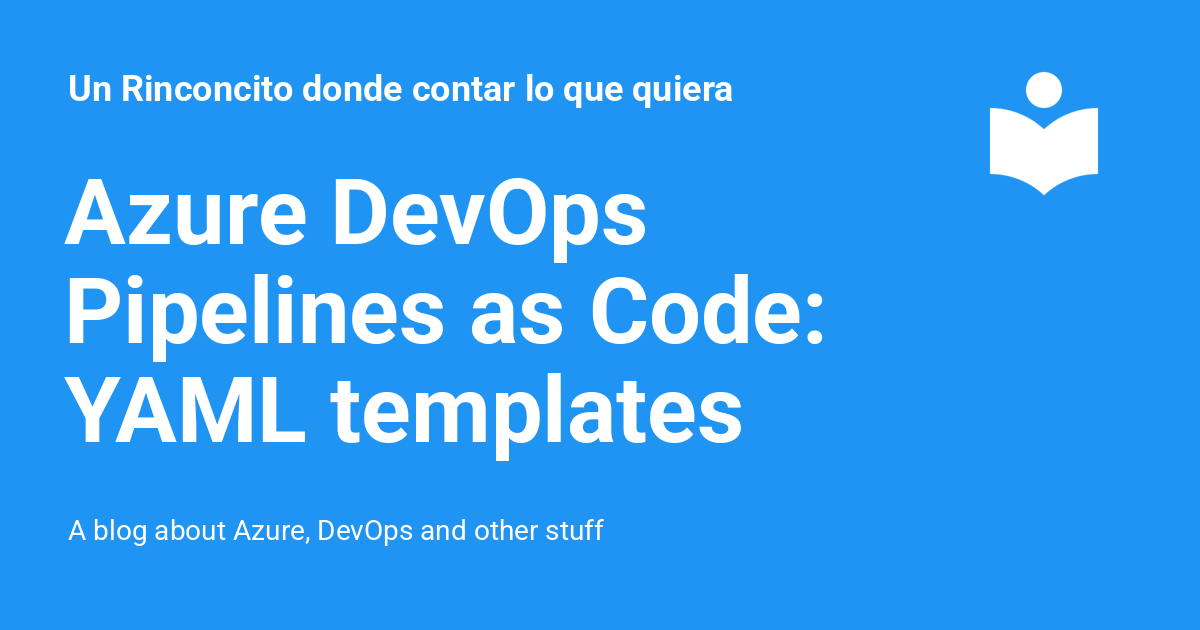 Un Rinconcito donde contar lo que quiera
Azure DevOps
Pipelines as Code:
YAML templates
A blog about Azure, DevOps and other stuff